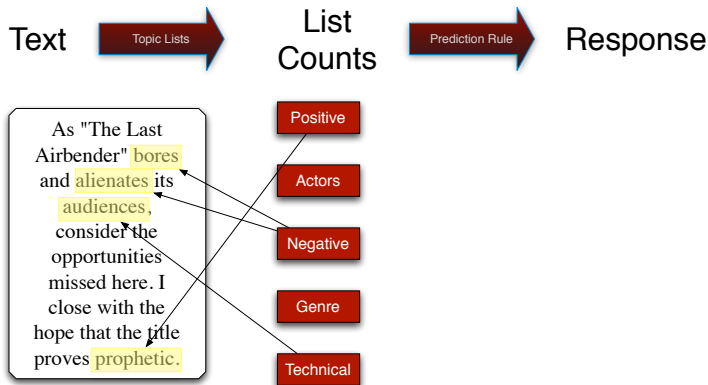 Text
Topic Lists
List
Counts
Prediction Rule
Response
As "The Last
Airbender" bores
and alienates its
audiences,
consider the
opportunities
missed here. I
close with the
hope that the title
proves prophetic.
Positive
Actors
Negative
Genre
Technical